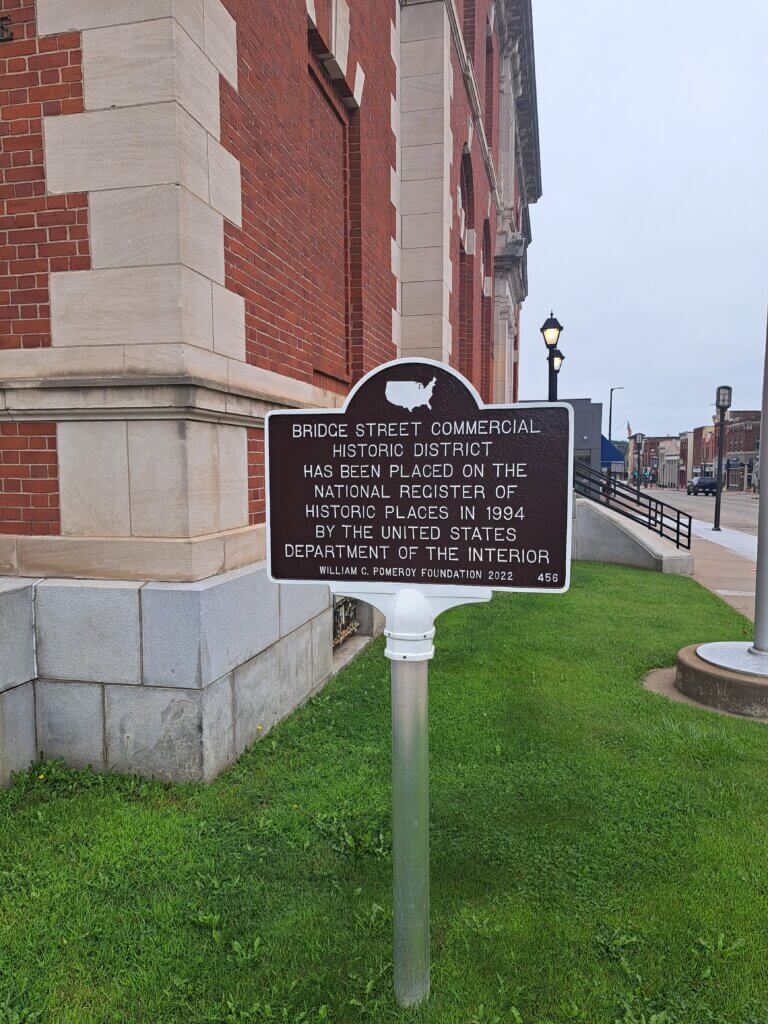 BRIDGE STREET COMMERCIAL
HISTORIC DISTRICT
HAS BEEN PLACED ON THE
NATIONAL REGISTER OF
HISTORIC PLACES IN 1994
BY THE UNITED STATES
DEPARTMENT OF THE INTERIOR
WILLIAM G. POMEROY FOUNDATION 2022 456